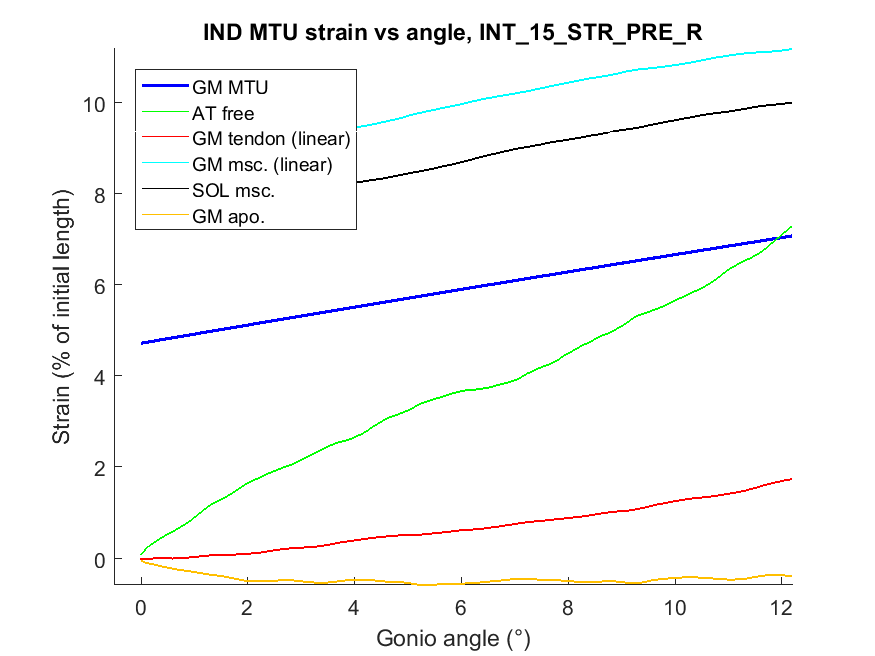 IND MTU strain vs angle, INT_15_STR_PRE_R
GM MTU
AT free
GM tendon (linear)
GM msc. (linear)
SOL msc.
GM apo.
Strain (% of initial length)
10
8
6
4
2
0
0 2 4 6 8 10 12
Gonio angle (°)